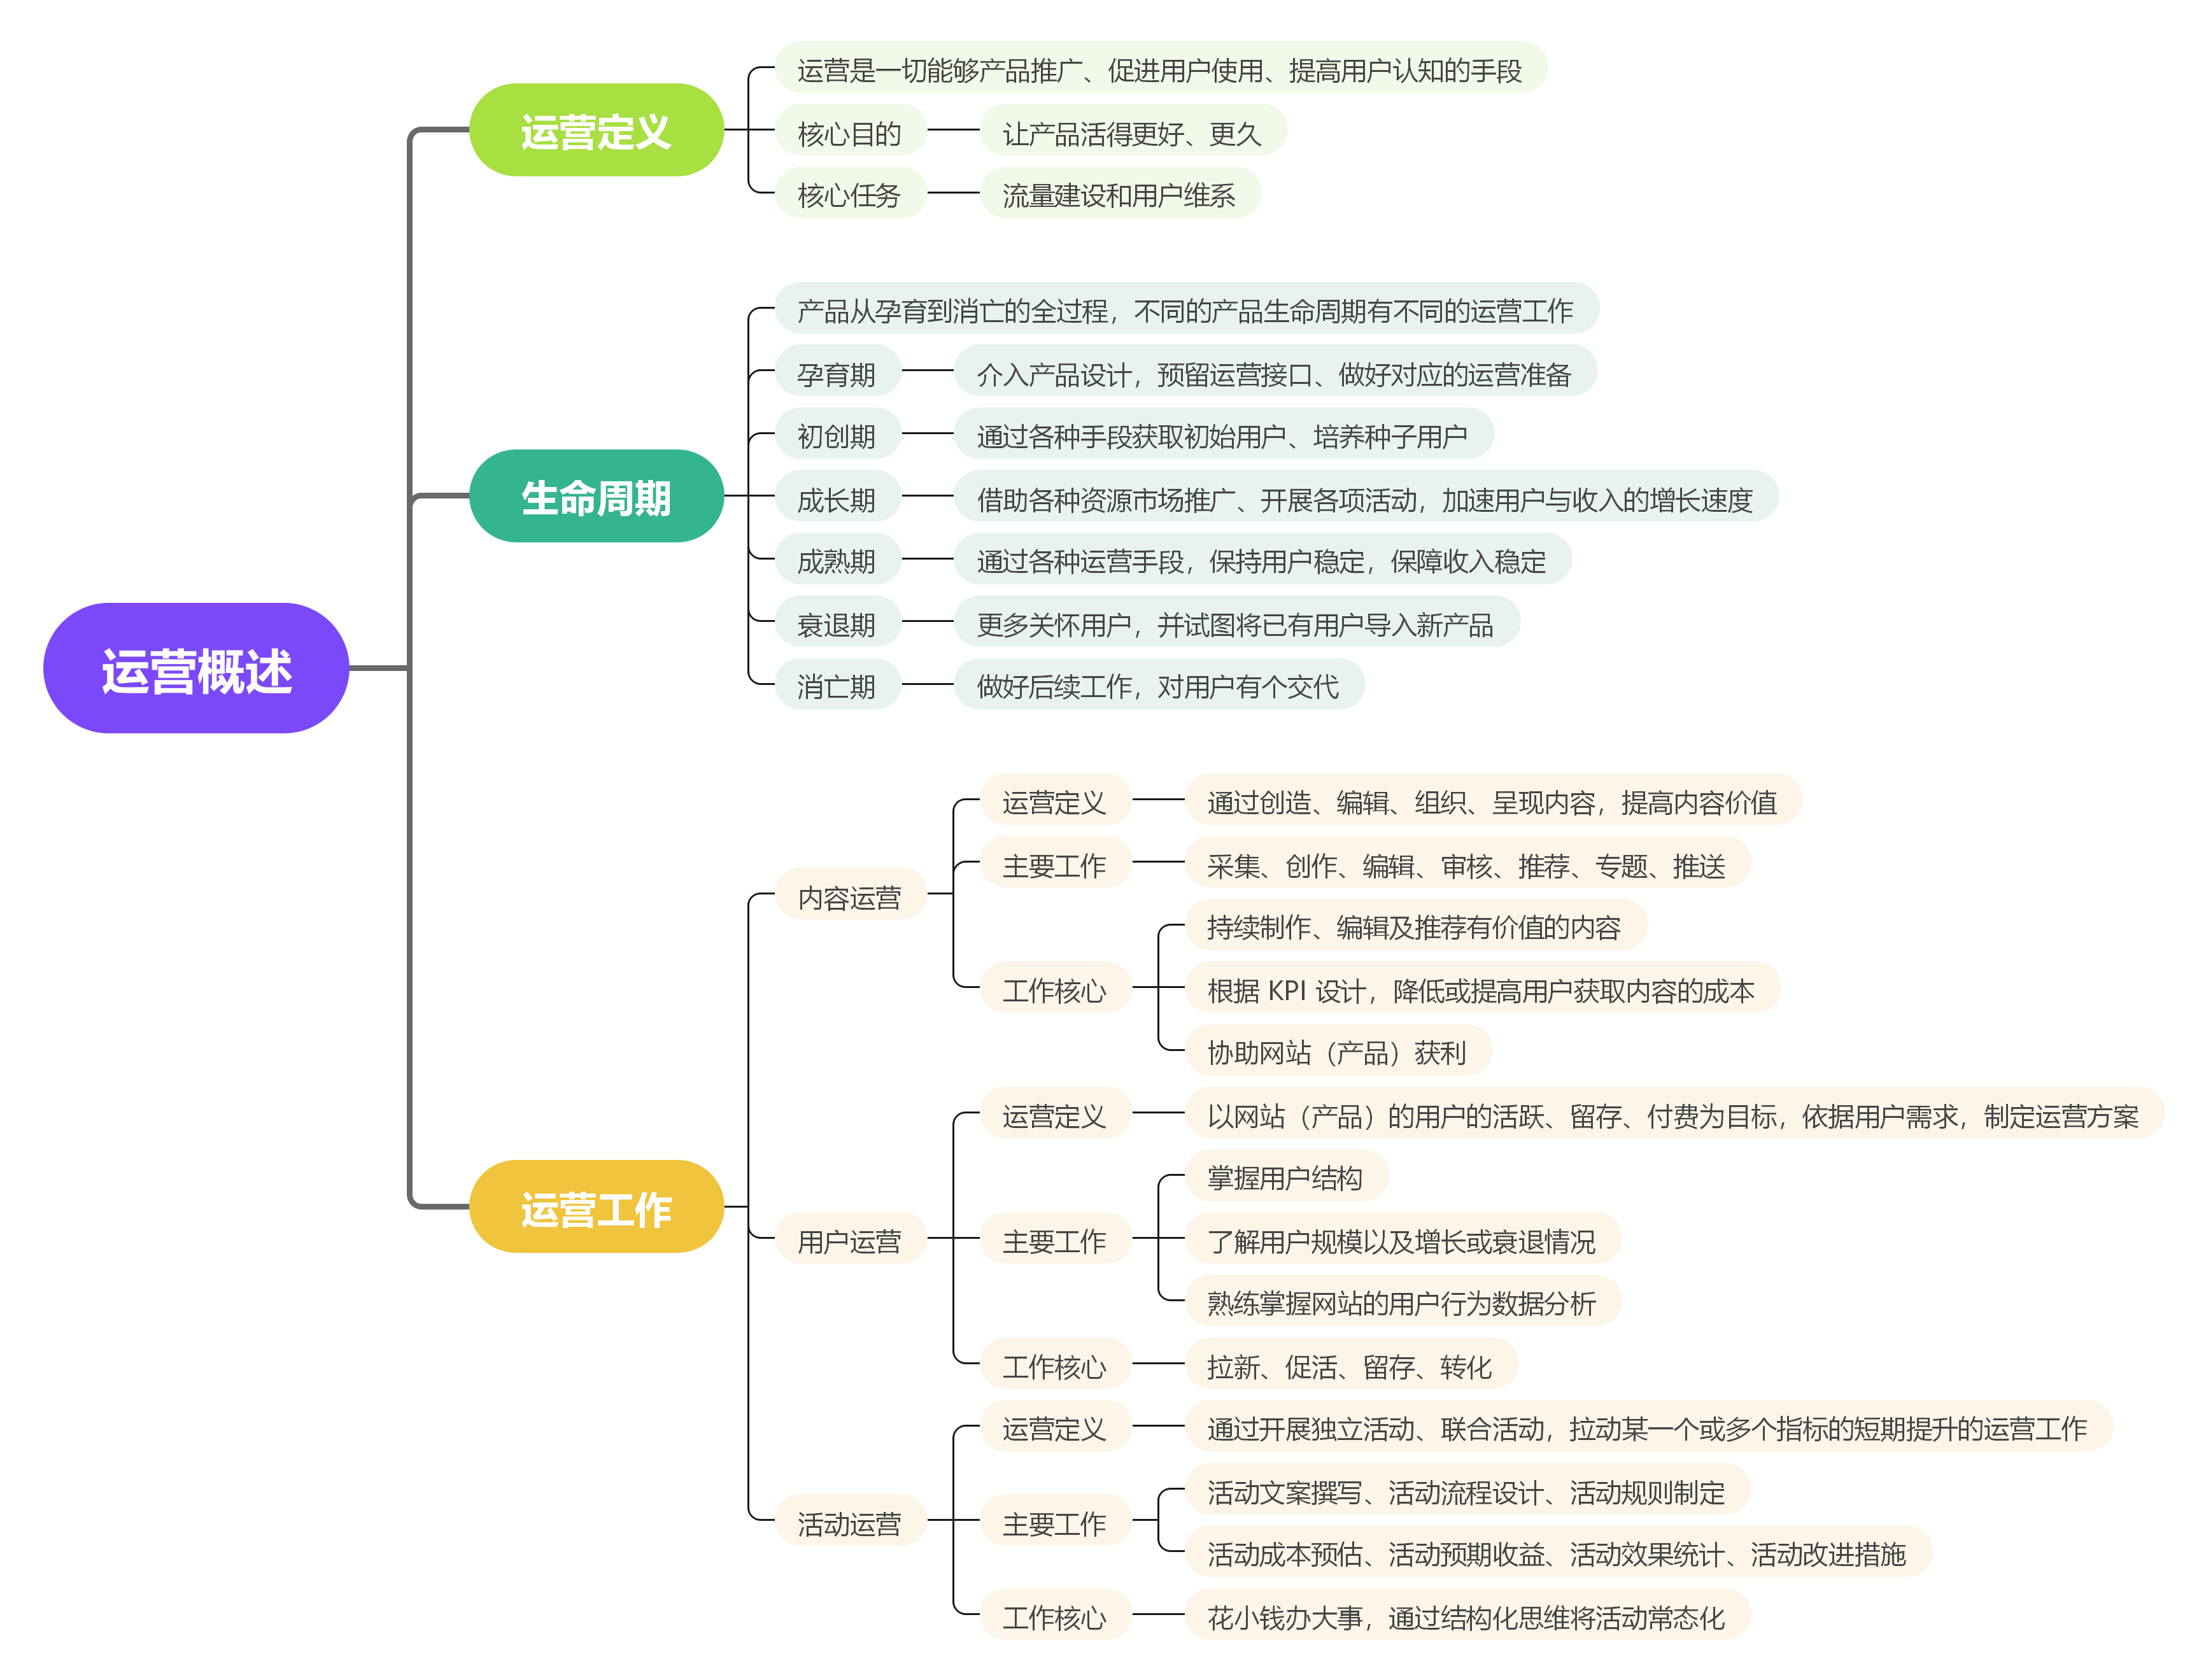 运营概述
运营定义
运营是一切能够产品推广、促进用户使用、提高用户认知的手段
核心目的
让产品活得更好、更久
核心任务
流量建设和用户维系
生命周期
产品从孕育到消亡的全过程，不同的产品生命周期有不同的运营工作
孕育期
介入产品设计，预留运营接口、做好对应的运营准备
初创期
通过各种手段获取初始用户、培养种子用户
成长期
借助各种资源市场推广、开展各项活动，加速用户与收入的增长速度
成熟期
通过各种运营手段，保持用户稳定，保障收入稳定
衰退期
更多关怀用户，并试图将已有用户导入新产品
消亡期
做好后续工作，对用户有个交代
运营工作
内容运营
运营定义
通过创造、编辑、组织、呈现内容，提高内容价值
主要工作
采集、创作、编辑、审核、推荐、专题、推送
工作核心
持续制作、编辑及推荐有价值的内容
根据 KPI 设计，降低或提高用户获取内容的成本
协助网站（产品）获利
用户运营
运营定义
以网站（产品）的用户的活跃、留存、付费为目标，依据用户需求，制定运营方案
主要工作
掌握用户结构
了解用户规模以及增长或衰退情况
熟练掌握网站的用户行为数据分析
工作核心
拉新、促活、留存、转化
活动运营
运营定义
通过开展独立活动、联合活动，拉动某一个或多个指标的短期提升的运营工作
主要工作
活动文案撰写、活动流程设计、活动规则制定
活动成本预估、活动预期收益、活动效果统计、活动改进措施
工作核心
花小钱办大事，通过结构化思维将活动常态化